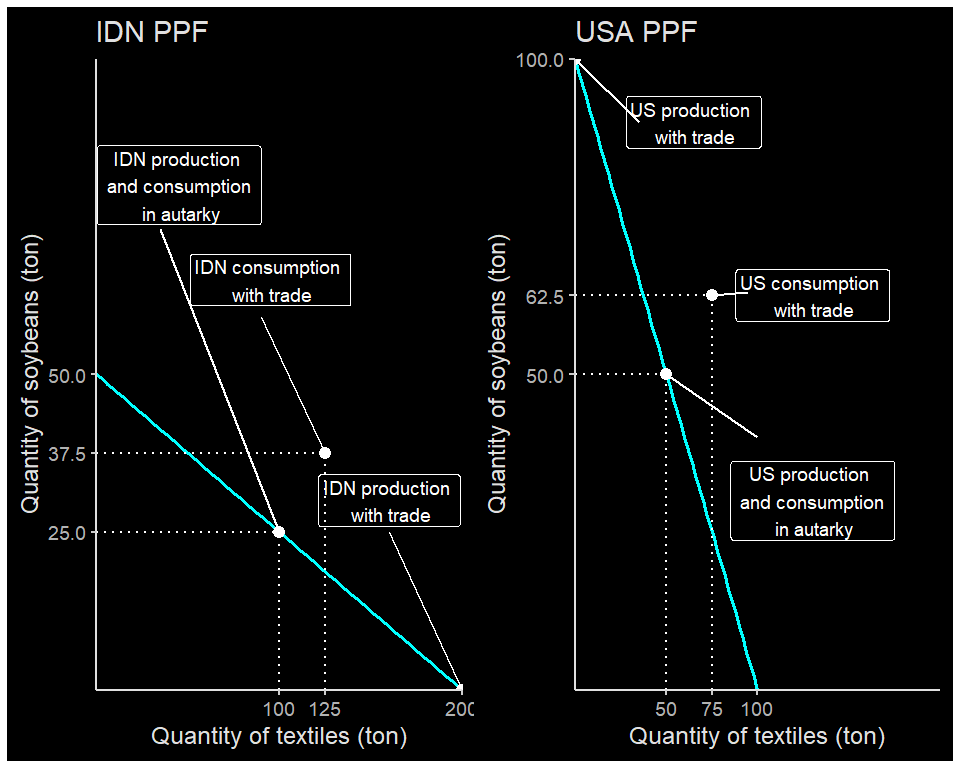 IDN PPF
Quantity of soybeans (ton)
50.0
37.5
25.0
IDN production
and consumption
in autarky
IDN consumption
with trade
IDN production
with trade
100
125
200
Quantity of textiles (ton)
USA PPF
Quantity of soybeans (ton)
100.0
62.5
50.0
US production
with trade
US consumption
with trade
US production
and consumption
in autarky
50
75
100
Quantity of textiles (ton)